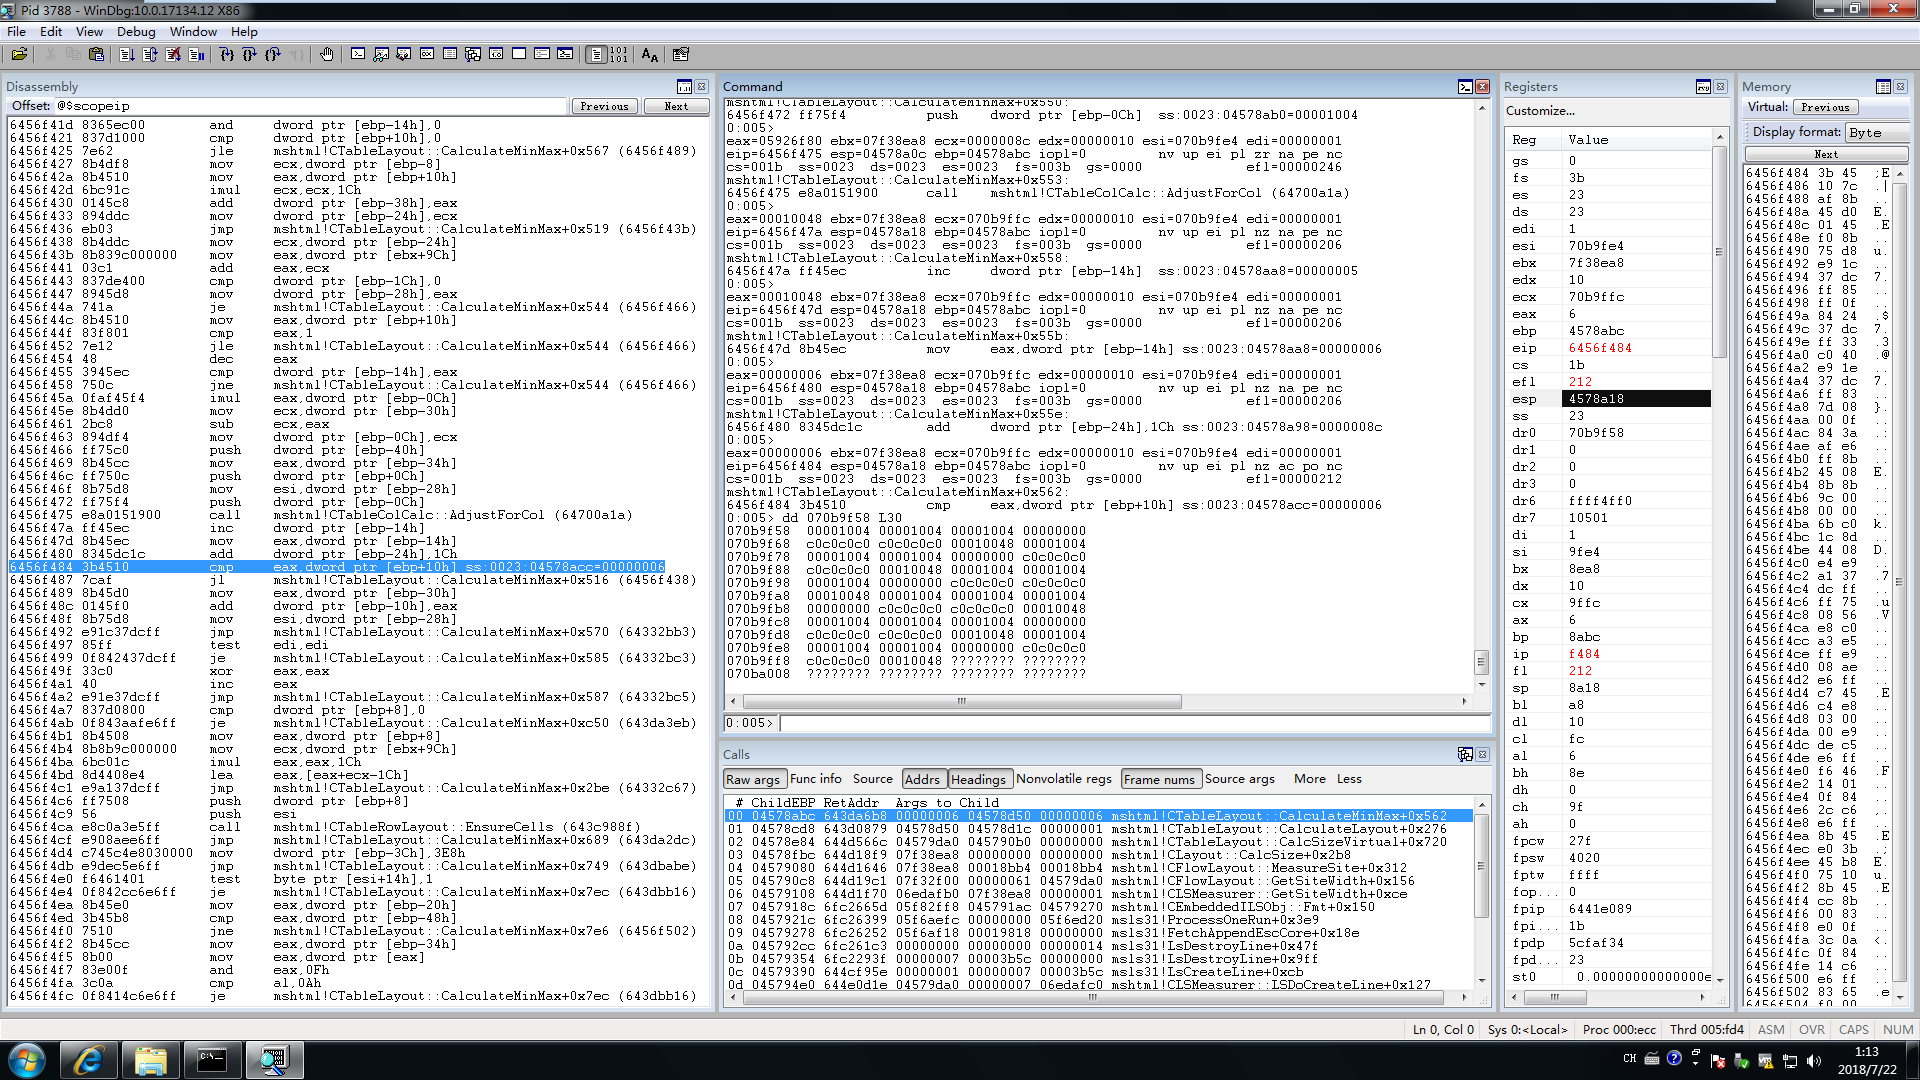 Pid 3788 - WinDbg:10.0.17134.12 X86
File Edit View Debug Window Help
Disassembly
Offset: @$scopeip Previous Next
6456f41d 8365ec00 and dword ptr [ebp-14h],0
6456f421 837d1000 cmp dword ptr [ebp+10h],0
6456f425 7e62 jle mshtml!CTableLayout::CalculateMinMax+0x567 (6456f489)
6456f427 8b4df8 mov ecx,dword ptr [ebp-8]
6456f42a 8b4510 mov eax,dword ptr [ebp+10h]
6456f42d 6bc91c imul ecx,ecx,1Ch
6456f430 0145c8 add dword ptr [ebp-38h],eax
6456f433 894ddc mov dword ptr [ebp-24h],ecx
6456f436 eb03 jmp mshtml!CTableLayout::CalculateMinMax+0x519 (6456f43b)
6456f438 8b4ddc mov ecx,dword ptr [ebp-24h]
6456f43b 8b839c000000 mov eax,dword ptr [ebx+9Ch]
6456f441 03c1 add eax,ecx
6456f443 837de400 cmp dword ptr [ebp-1Ch],0
6456f447 8945d8 mov dword ptr [ebp-28h],eax
6456f44a 741a je mshtml!CTableLayout::CalculateMinMax+0x544 (6456f466)
6456f44c 8b4510 mov eax,dword ptr [ebp+10h]
6456f44f 83f801 cmp eax,1
6456f452 7e12 jle mshtml!CTableLayout::CalculateMinMax+0x544 (6456f466)
6456f454 48 dec eax
6456f455 3945ec cmp dword ptr [ebp-14h],eax
6456f458 750c jne mshtml!CTableLayout::CalculateMinMax+0x544 (6456f466)
6456f45a 0faf45f4 imul eax,dword ptr [ebp-0Ch]
6456f45e 8b4dd0 mov ecx,dword ptr [ebp-30h]
6456f461 2bc8 sub ecx,eax
6456f463 894df4 mov dword ptr [ebp-0Ch],ecx
6456f466 ff75c0 push dword ptr [ebp-40h]
6456f469 8b45cc mov eax,dword ptr [ebp-34h]
6456f46c ff750c push dword ptr [ebp+0Ch]
6456f46f 8b75d8 mov esi,dword ptr [ebp-28h]
6456f472 ff75f4 push dword ptr [ebp-0Ch]
6456f475 e8a0151900 call mshtml!CTableColCalc::AdjustForCol (64700a1a)
6456f47a ff45ec inc dword ptr [ebp-14h]
6456f47d 8b45ec mov eax,dword ptr [ebp-14h]
6456f480 8345dc1c add dword ptr [ebp-24h],1Ch
6456f484 3b4510 cmp eax,dword ptr [ebp+10h] ss:0023:04578acc=00000006
6456f487 7caf jl mshtml!CTableLayout::CalculateMinMax+0x516 (6456f438)
6456f489 8b45d0 mov eax,dword ptr [ebp-30h]
6456f48c 0145f0 add dword ptr [ebp-10h],eax
6456f48f 8b75d8 mov esi,dword ptr [ebp-28h]
6456f492 e91c37dcff jmp mshtml!CTableLayout::CalculateMinMax+0x570 (64332bb3)
6456f497 85ff test edi,edi
6456f499 0f842437dcff je mshtml!CTableLayout::CalculateMinMax+0x585 (64332bc3)
6456f49f 33c0 xor eax,eax
6456f4a1 40 inc eax
6456f4a2 e91e37dcff jmp mshtml!CTableLayout::CalculateMinMax+0x587 (64332bc5)
6456f4a7 837d0800 cmp dword ptr [ebp+8],0
6456f4ab 0f843aafe6ff je mshtml!CTableLayout::CalculateMinMax+0xc50 (643da3eb)
6456f4b1 8b4508 mov eax,dword ptr [ebp+8]
6456f4b4 8b8b9c000000 mov ecx,dword ptr [ebx+9Ch]
6456f4ba 6bc01c imul eax,eax,1Ch
6456f4bd 8d4408e4 lea eax,[eax+ecx-1Ch]
6456f4c1 e9a137dcff jmp mshtml!CTableLayout::CalculateMinMax+0x2be (64332c67)
6456f4c6 ff7508 push dword ptr [ebp+8]
6456f4c9 56 push esi
6456f4ca e8c0a3e5ff call mshtml!CTableRowLayout::EnsureCells (643c988f)
6456f4cf e908aee6ff jmp mshtml!CTableLayout::CalculateMinMax+0x689 (643da2dc)
6456f4d4 c745c4e8030000 mov dword ptr [ebp-3Ch],3E8h
6456f4db e9dec5e6ff jmp mshtml!CTableLayout::CalculateMinMax+0x749 (643dbabe)
6456f4e0 f6461401 test byte ptr [esi+14h],1
6456f4e4 0f842cc6e6ff je mshtml!CTableLayout::CalculateMinMax+0x7ec (643dbb16)
6456f4ea 8b45e0 mov eax,dword ptr [ebp-20h]
6456f4ed 3b45b8 cmp eax,dword ptr [ebp-48h]
6456f4f0 7510 jne mshtml!CTableLayout::CalculateMinMax+0x7e6 (6456f502)
6456f4f2 8b45cc mov eax,dword ptr [ebp-34h]
6456f4f5 8b00 mov eax,dword ptr [eax]
6456f4f7 83e00f and eax,0Fh
6456f4fa 3c0a cmp al,0Ah
6456f4fc 0f8414c6e6ff je mshtml!CTableLayout::CalculateMinMax+0x7ec (643dbb16)
Command
mshtml!CTableLayout::CalculateMinMax+0x550:
6456f472 ff75f4 push dword ptr [ebp-0Ch] ss:0023:04578ab0=00001004
0:005>
eax=05926f80 ebx=07f38ea8 ecx=0000008c edx=00000010 esi=070b9fe4 edi=00000001
eip=6456f475 esp=04578a0c ebp=04578abc iopl=0 nv up ei pl zr na pe nc
cs=001b ss=0023 ds=0023 es=0023 fs=003b gs=0000 efl=00000246
mshtml!CTableLayout::CalculateMinMax+0x553:
6456f475 e8a0151900 call mshtml!CTableColCalc::AdjustForCol (64700a1a)
0:005>
eax=00010048 ebx=07f38ea8 ecx=070b9ffc edx=00000010 esi=070b9fe4 edi=00000001
eip=6456f47a esp=04578a18 ebp=04578abc iopl=0 nv up ei pl nz na pe nc
cs=001b ss=0023 ds=0023 es=0023 fs=003b gs=0000 efl=00000206
mshtml!CTableLayout::CalculateMinMax+0x558:
6456f47a ff45ec inc dword ptr [ebp-14h] ss:0023:04578aa8=00000005
0:005>
eax=00010048 ebx=07f38ea8 ecx=070b9ffc edx=00000010 esi=070b9fe4 edi=00000001
eip=6456f47d esp=04578a18 ebp=04578abc iopl=0 nv up ei pl nz na pe nc
cs=001b ss=0023 ds=0023 es=0023 fs=003b gs=0000 efl=00000206
mshtml!CTableLayout::CalculateMinMax+0x55b:
6456f47d 8b45ec mov eax,dword ptr [ebp-14h] ss:0023:04578aa8=00000006
0:005>
eax=00000006 ebx=07f38ea8 ecx=070b9ffc edx=00000010 esi=070b9fe4 edi=00000001
eip=6456f480 esp=04578a18 ebp=04578abc iopl=0 nv up ei pl nz na pe nc
cs=001b ss=0023 ds=0023 es=0023 fs=003b gs=0000 efl=00000206
mshtml!CTableLayout::CalculateMinMax+0x55e:
6456f480 8345dc1c add dword ptr [ebp-24h],1Ch ss:0023:04578a98=0000008c
0:005>
eax=00000006 ebx=07f38ea8 ecx=070b9ffc edx=00000010 esi=070b9fe4 edi=00000001
eip=6456f484 esp=04578a18 ebp=04578abc iopl=0 nv up ei pl nz ac po nc
cs=001b ss=0023 ds=0023 es=0023 fs=003b gs=0000 efl=00000212
mshtml!CTableLayout::CalculateMinMax+0x562:
6456f484 3b4510 cmp eax,dword ptr [ebp+10h] ss:0023:04578acc=00000006
0:005> dd 070b9f58 L30
070b9f58 00001004 00001004 00001004 00000000
070b9f68 c0c0c0c0 c0c0c0c0 00010048 00001004
070b9f78 00001004 00001004 00000000 c0c0c0c0
070b9f88 c0c0c0c0 00010048 00001004 00001004
070b9f98 00001004 00000000 c0c0c0c0 c0c0c0c0
070b9fa8 00010048 00001004 00001004 00001004
070b9fb8 00000000 c0c0c0c0 c0c0c0c0 00010048
070b9fc8 00001004 00001004 00001004 00000000
070b9fd8 c0c0c0c0 c0c0c0c0 00010048 00001004
070b9fe8 00001004 00001004 00000000 c0c0c0c0
070b9ff8 c0c0c0c0 00010048 ???????? ????????
070ba008 ???????? ???????? ???????? ????????
0:005>
Calls
Raw args Func info Source Addrs Headings Nonvolatile regs Frame nums Source args More Less
# ChildEBP RetAddr Args to Child
00 04578abc 643da6b8 00000006 04578d50 00000006 mshtml!CTableLayout::CalculateMinMax+0x562
01 04578cd8 643d0879 04578d50 04578d1c 00000001 mshtml!CTableLayout::CalculateLayout+0x276
02 04578e84 644d566c 04579da0 045790b0 00000000 mshtml!CTableLayout::CalcSizeVirtual+0x720
03 04578fbc 644d18f9 07f38ea8 00000000 00000000 mshtml!CLayout::CalcSize+0x2b8
04 04579080 644d1646 07f38ea8 00018bb4 00018bb4 mshtml!CFlowLayout::MeasureSite+0x312
05 045790c8 644d19c1 07f32f00 00000061 04579da0 mshtml!CFlowLayout::GetSiteWidth+0x156
06 04579108 644d1f70 06edafb0 07f38ea8 00000001 mshtml!CLSMeasurer::GetSiteWidth+0xce
07 0457918c 6fc2665d 05f82ff8 045791ac 04579270 mshtml!CEmbeddedILSObj::Fmt+0x150
08 0457921c 6fc26399 05f6aefc 00000000 05f6ed20 msls31!ProcessOneRun+0x3e9
09 04579278 6fc26252 05f6af18 00019818 00000000 msls31!FetchAppendEscCore+0x18e
0a 045792cc 6fc261c3 00000000 00000000 00000014 msls31!LsDestroyLine+0x47f
0b 04579354 6fc2293f 00000007 00003b5c 00000000 msls31!LsDestroyLine+0x9ff
0c 04579390 644cf95e 00000001 00000007 00003b5c msls31!LsCreateLine+0xcb
0d 045794e0 644e0d1e 04579da0 00000007 06edafc0 mshtml!CLSMeasurer::LSDoCreateLine+0x127
Registers
Customize...
Reg Value
gs 0
fs 3b
es 23
ds 23
edi 1
esi 70b9fe4
ebx 7f38ea8
edx 10
ecx 70b9ffc
eax 6
ebp 4578abc
eip 6456f484
cs 1b
efl 212
esp 4578a18
ss 23
dr0 70b9f58
dr1 0
dr2 0
dr3 0
dr6 ffff4ff0
dr7 10501
di 1
si 9fe4
bx 8ea8
dx 10
cx 9ffc
ax 6
bp 8abc
ip f484
fl 212
sp 8a18
bl a8
dl 10
cl fc
al 6
bh 8e
dh 0
ch 9f
ah 0
fpcw 27f
fpsw 4020
fptw ffff
fop... 0
fpip 6441e089
fpi... 1b
fpdp 5cfaf34
fpd... 23
st0 0.000000000000000e
Memory
Virtual: Previous
Display format: Byte
Next
6456f484 3b 45 ;E
6456f486 10 7c .|
6456f488 af 8b ..
6456f48a 45 d0 E.
6456f48c 01 45 .E
6456f48e f0 8b ..
6456f490 75 d8 u.
6456f492 e9 1c ..
6456f494 37 dc 7.
6456f496 ff 85 ..
6456f498 ff 0f ..
6456f49a 84 24 .$
6456f49c 37 dc 7.
6456f49e ff 33 .3
6456f4a0 c0 40 .@
6456f4a2 e9 1e ..
6456f4a4 37 dc 7.
6456f4a6 ff 83 ..
6456f4a8 7d 08 }.
6456f4aa 00 0f ..
6456f4ac 84 3a .:
6456f4ae af e6 ..
6456f4b0 ff 8b ..
6456f4b2 45 08 E.
6456f4b4 8b 8b ..
6456f4b6 9c 00 ..
6456f4b8 00 00 ..
6456f4ba 6b c0 k.
6456f4bc 1c 8d ..
6456f4be 44 08 D.
6456f4c0 e4 e9 ..
6456f4c2 a1 37 .7
6456f4c4 dc ff ..
6456f4c6 ff 75 .u
6456f4c8 08 56 .V
6456f4ca e8 c0 ..
6456f4cc a3 e5 ..
6456f4ce ff e9 ..
6456f4d0 08 ae ..
6456f4d2 e6 ff ..
6456f4d4 c7 45 .E
6456f4d6 c4 e8 ..
6456f4d8 03 00 ..
6456f4da 00 e9 ..
6456f4dc de c5 ..
6456f4de e6 ff ..
6456f4e0 f6 46 .F
6456f4e2 14 01 ..
6456f4e4 0f 84 ..
6456f4e6 2c c6 ,.
6456f4e8 e6 ff ..
6456f4ea 8b 45 .E
6456f4ec e0 3b .;
6456f4ee 45 b8 E.
6456f4f0 75 10 u.
6456f4f2 8b 45 .E
6456f4f4 cc 8b ..
6456f4f6 00 83 ..
6456f4f8 e0 0f ..
6456f4fa 3c 0a <.
6456f4fc 0f 84 ..
6456f4fe 14 c6 ..
6456f500 e6 ff ..
6456f502 83 65 .e
6456f504 f0 00 ..
Ln 0, Col 0 Sys 0:<Local> Proc 000:ecc Thrd 005:fd4 ASM OVR CAPS NUM
CH
1:13
2018/7/22